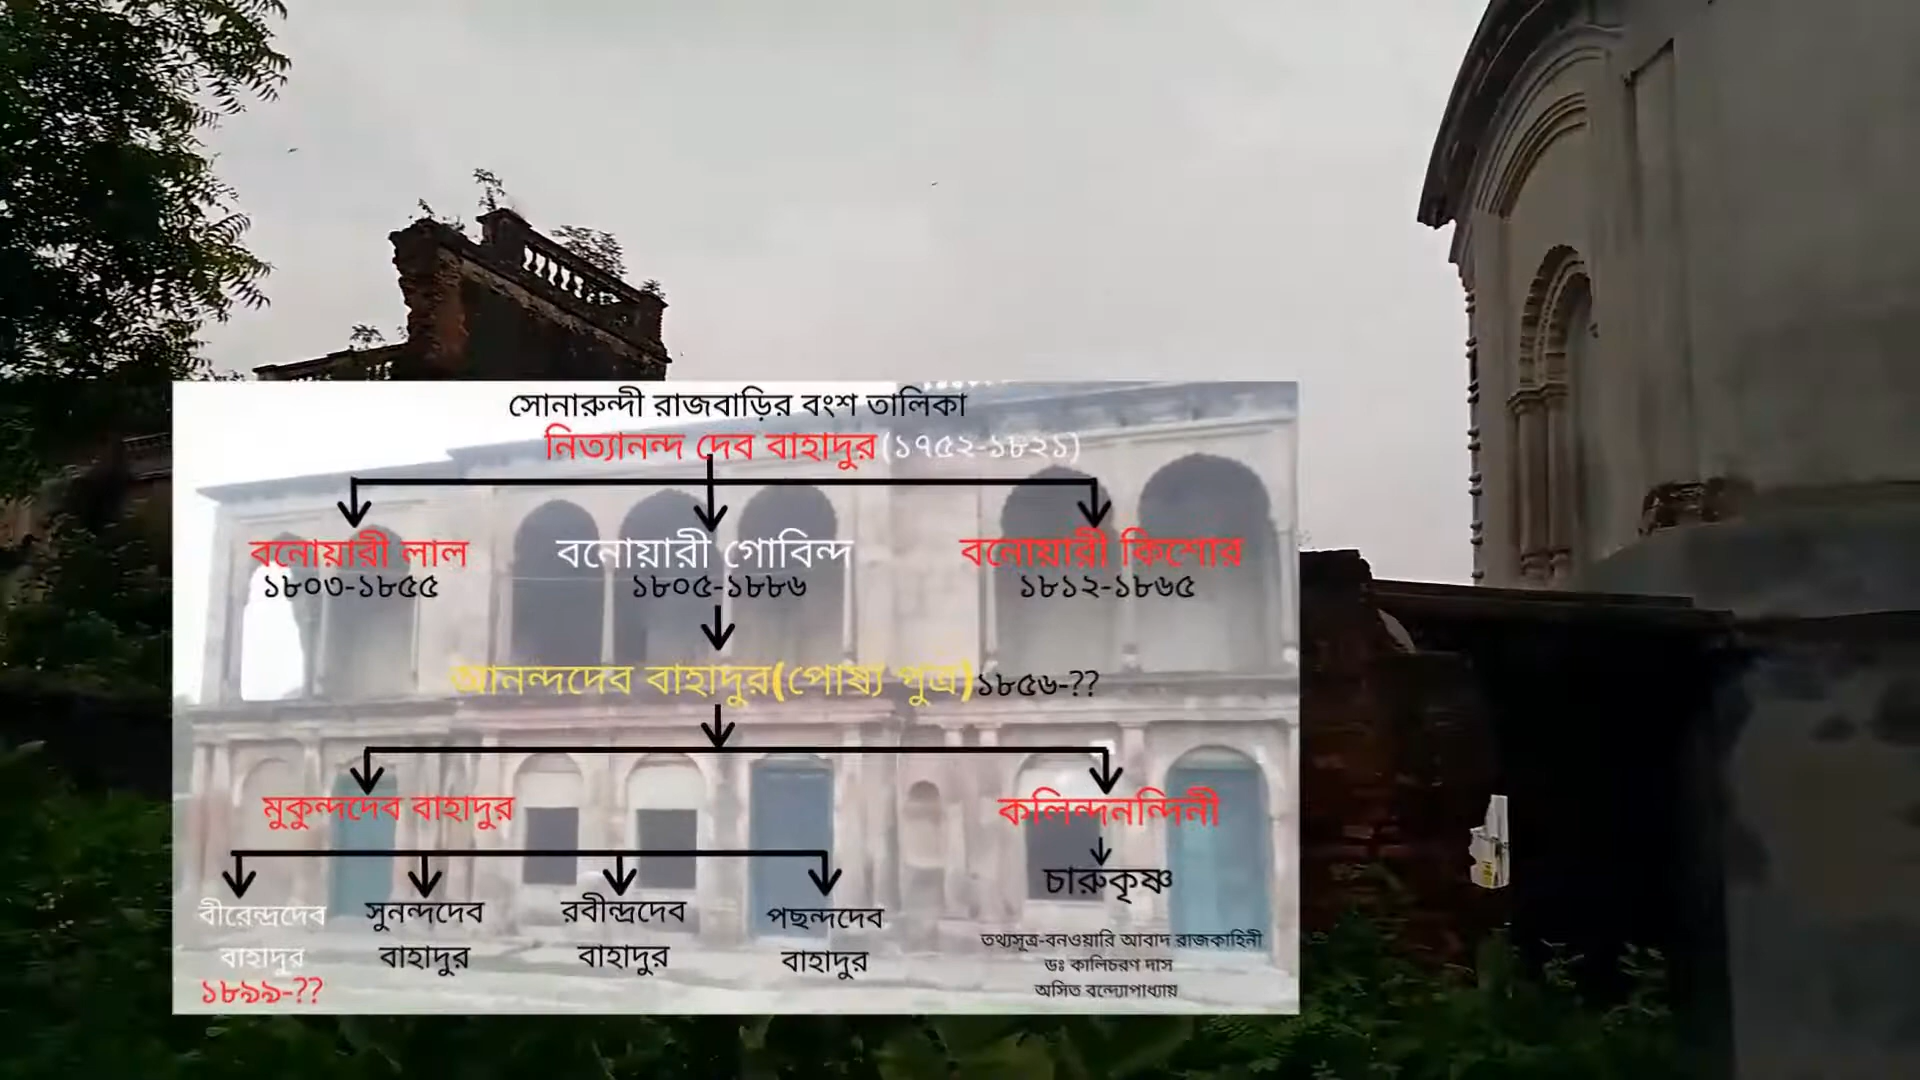 সোনারুন্দী রাজবাড়ির বংশ তালিকা
নিত্যানন্দ দেব বাহাদুর(১৭৫২-১৮২১)
বনোয়ারী লাল বনোয়ারী গোবিন্দ বনোয়ারী কিশোর
১৮০৩-১৮৫৫ ১৮০৫-১৮৮৬ ১৮১২-১৮৬৫
আনন্দদেব বাহাদুর(পোষ্য পুত্র)১৮৫৬-??
মুকুন্দদেব বাহাদুর কলিন্দনন্দিনী
চারুকৃষ্ণ
বীরেন্দ্রদেব সুনন্দদেব রবীন্দ্রদেব পছন্দদেব
বাহাদুর বাহাদুর বাহাদুর বাহাদুর
১৮৯৯-??
তথ্যসূত্র-বনওয়ারি আবাদ রাজকাহিনী
ডঃ কালিচরণ দাস
অসিত বন্দ্যোপাধ্যায়